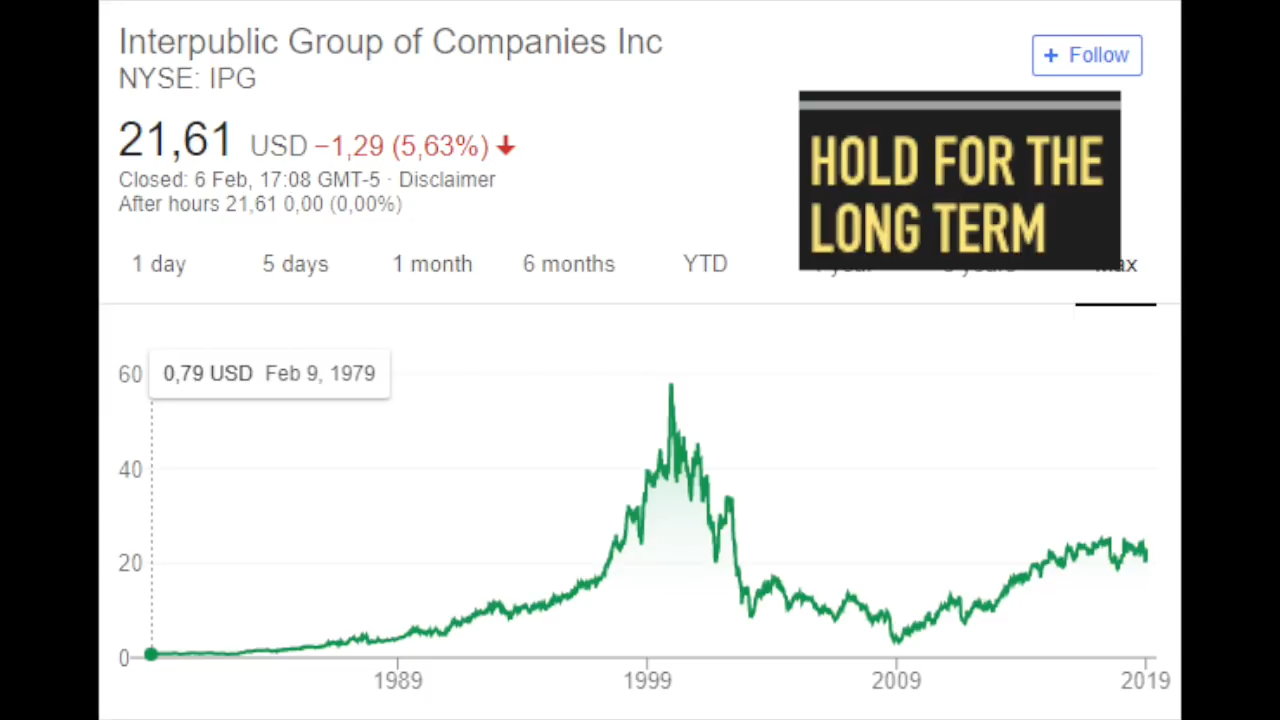 Interpublic Group of Companies Inc
NYSE: IPG
+ Follow
21,61 USD −1,29 (5,63%)
Closed: 6 Feb, 17:08 GMT-5 · Disclaimer
After hours 21,61 0,00 (0,00%)
HOLD FOR THE
LONG TERM
1 day 5 days 1 month 6 months YTD
60
0,79 USD Feb 9, 1979
40
20
0
1989 1999 2009 2019